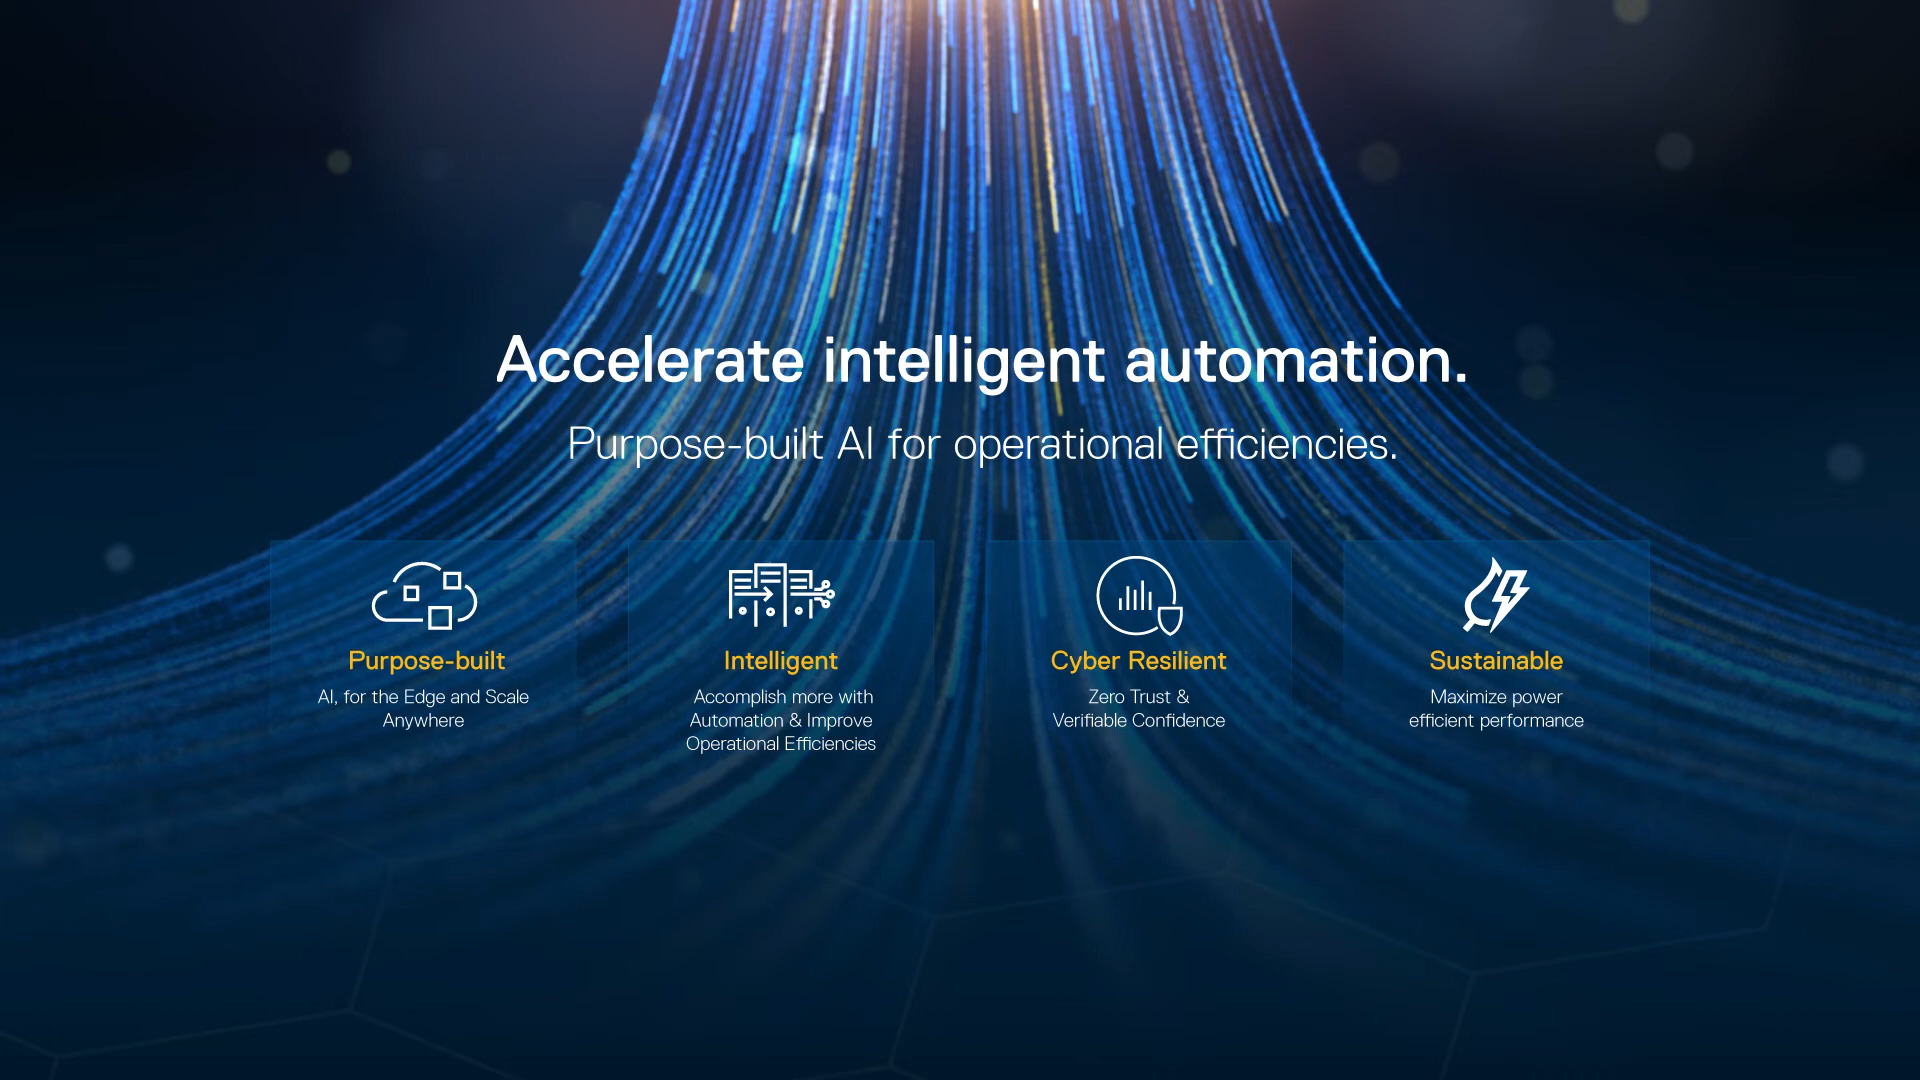 Accelerate intelligent automation.
Purpose-built AI for operational efficiencies.
Purpose-built
AI, for the Edge and Scale
Anywhere
Intelligent
Accomplish more with
Automation & Improve
Operational Efficiencies
Cyber Resilient
Zero Trust &
Verifiable Confidence
Sustainable
Maximize power
efficient performance